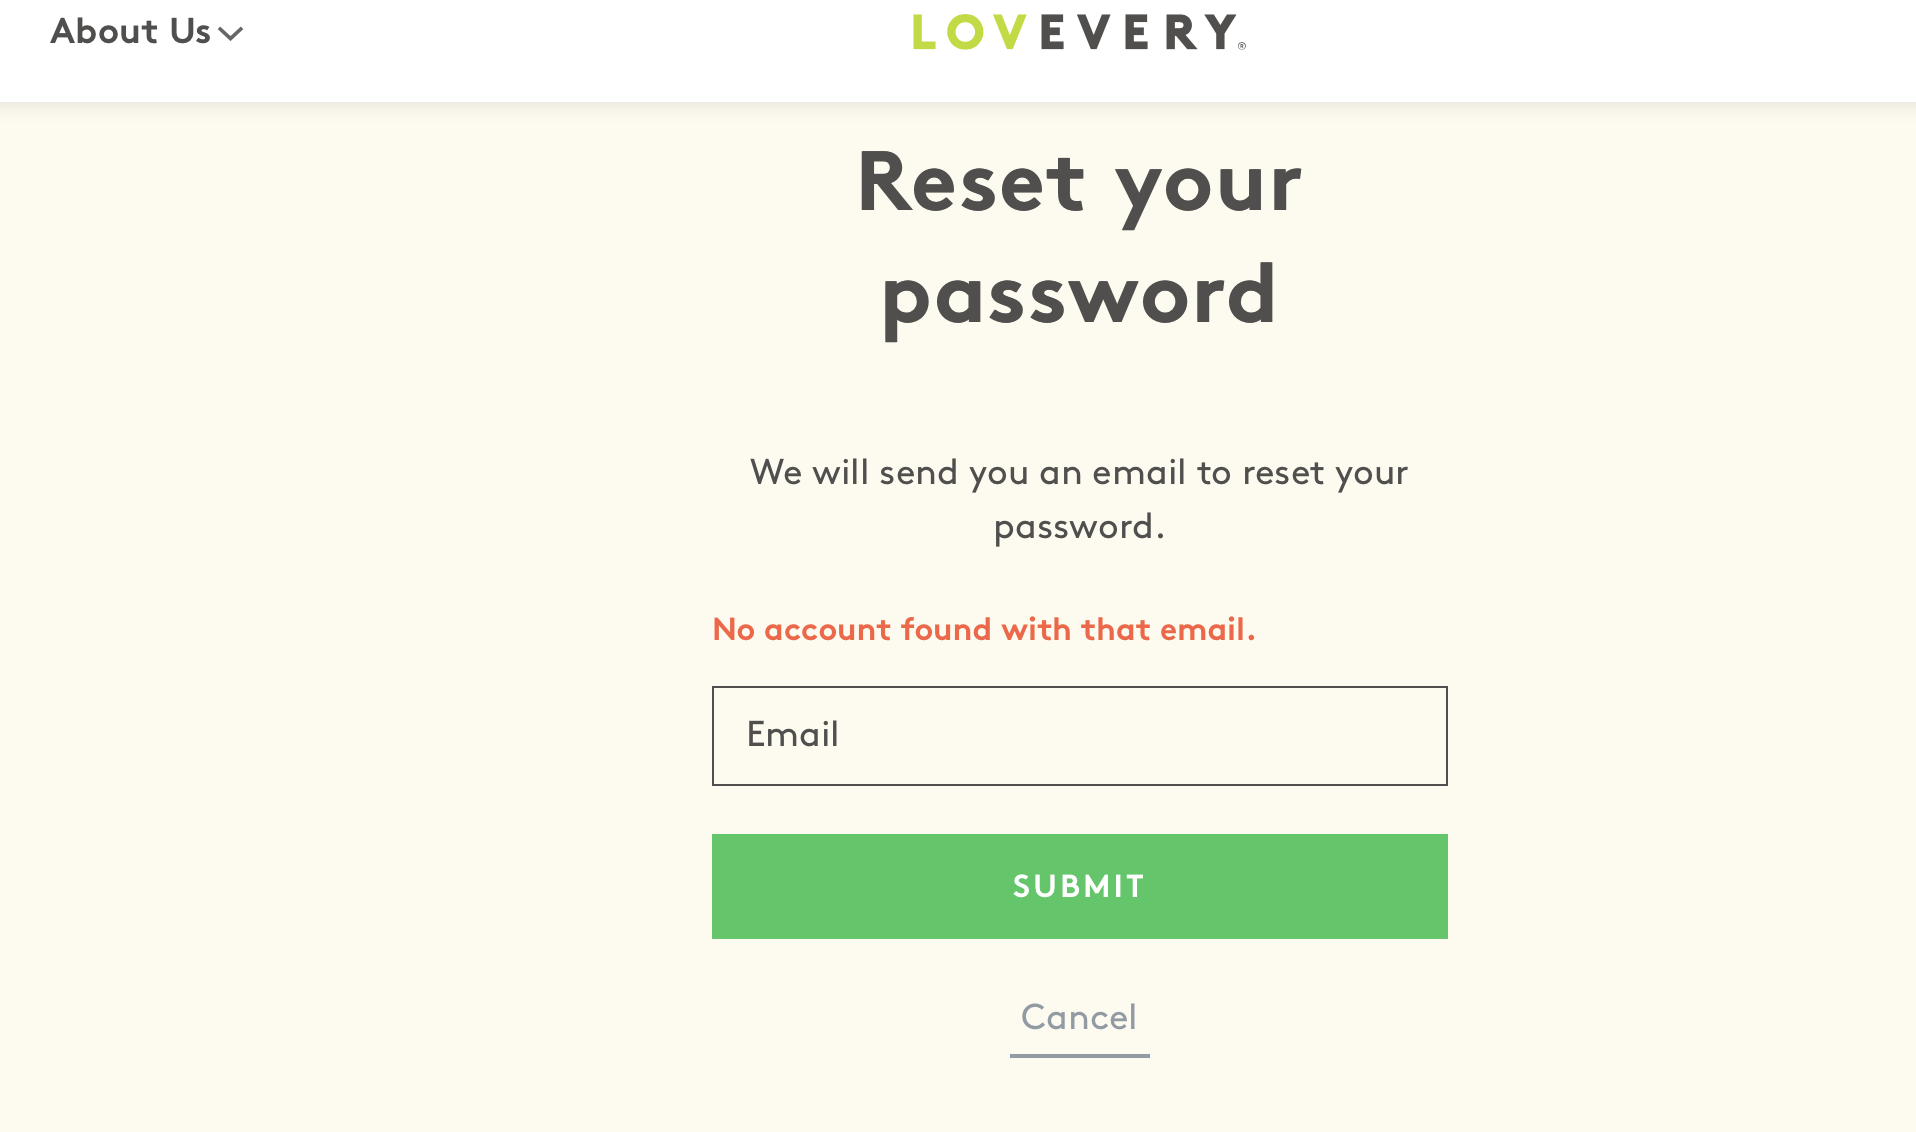 About Us
LOVEVERY®
Reset your
password
We will send you an email to reset your
password.
No account found with that email.
Email
SUBMIT
Cancel